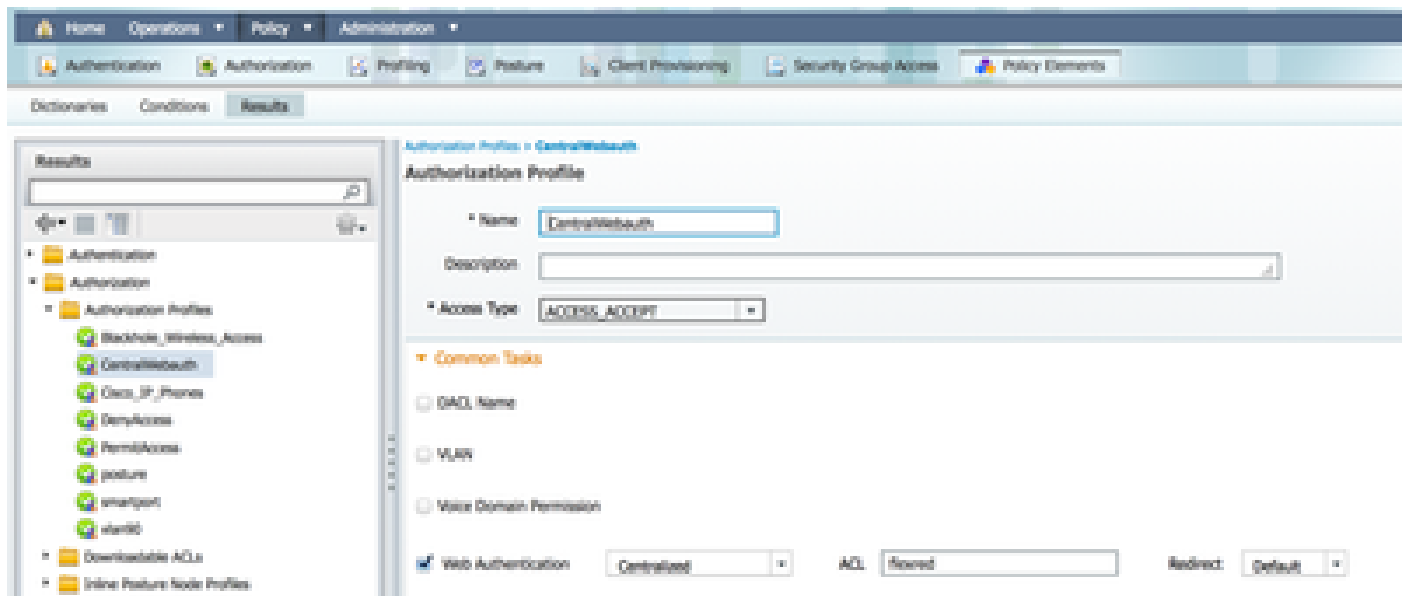 Home Operations Policy Administration
Authentication Authorization Profiling Posture Client Provisioning Security Group Access Policy Elements
Dictionaries Conditions Results
Results
Authentication
Authorization
Authorization Profiles
Blackhole_Wireless_Access
CentralWebauth
Cisco_IP_Phones
DenyAccess
PermitAccess
posture
smartport
Downloadable ACLs
Inline Posture Node Profiles
Authorization Profiles > CentralWebauth
Authorization Profile
* Name CentralWebauth
Description
* Access Type ACCESS_ACCEPT
Common Tasks
DACL Name
VLAN
Voice Domain Permission
Web Authentication Centralized ACL flexred Redirect Default